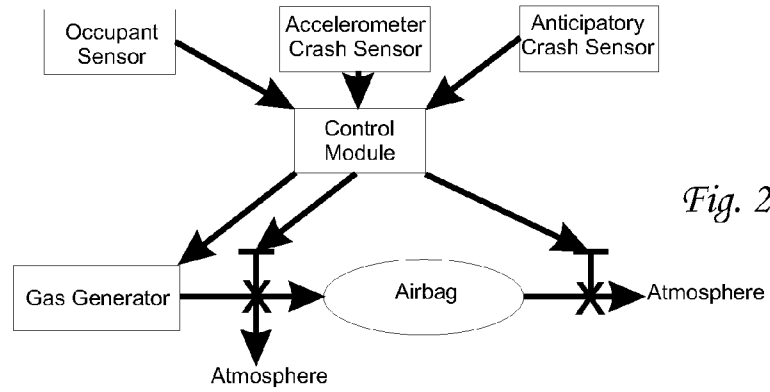 Occupant
Sensor
Accelerometer
Crash Sensor
Anticipatory
Crash Sensor
Control
Module
Fig. 2
Gas Generator
Airbag
Atmosphere
Atmosphere